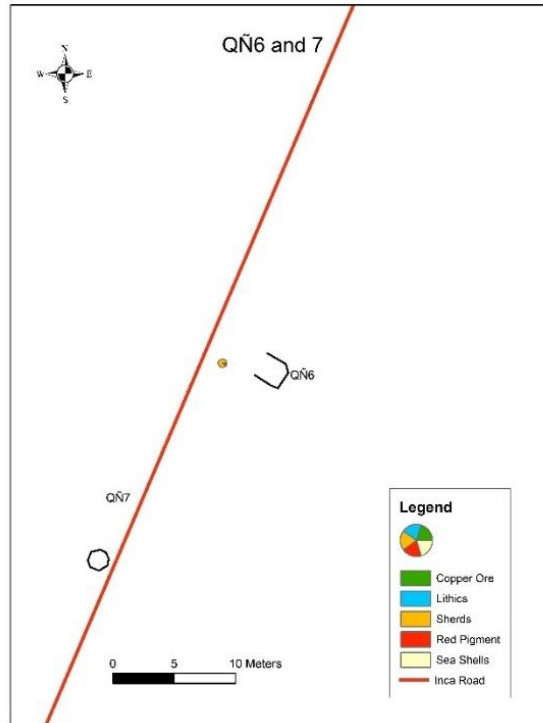 QÑ6 and 7
N
W E
S
QÑ6
QÑ7
Legend
Copper Ore
Lithics
Sherds
Red Pigment
Sea Shells
Inca Road
0 5 10 Meters